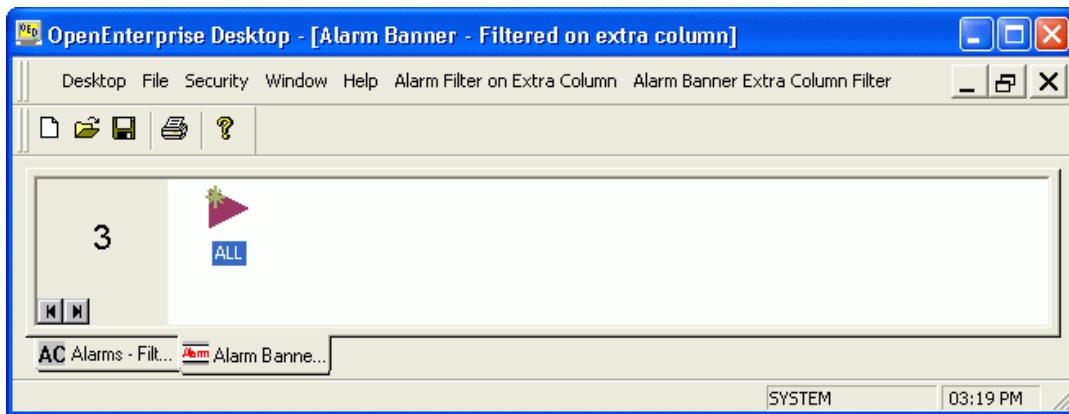 OpenEnterprise Desktop - [Alarm Banner - Filtered on extra column]
Desktop File Security Window Help Alarm Filter on Extra Column Alarm Banner Extra Column Filter
3
ALL
AC Alarms - Filt... Alarm Alarm Banne...
SYSTEM 03:19 PM